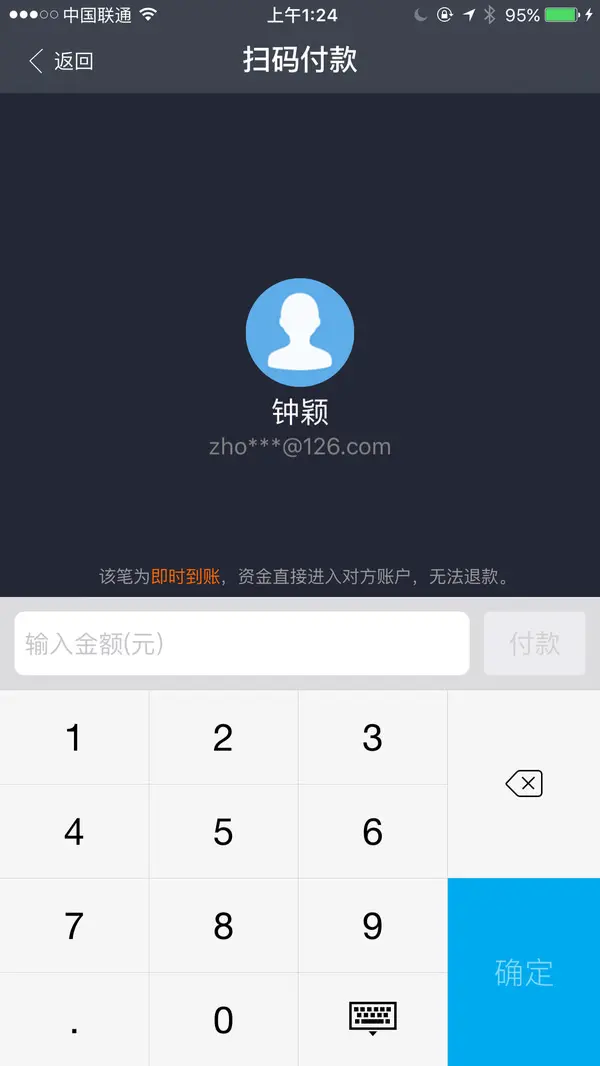 中国联通
上午1:24
95%
返回
扫码付款
钟颖
zho***@126.com
该笔为即时到账，资金直接进入对方账户，无法退款。
输入金额(元)
付款
1
2
3
4
5
6
7
8
9
确定
.
0